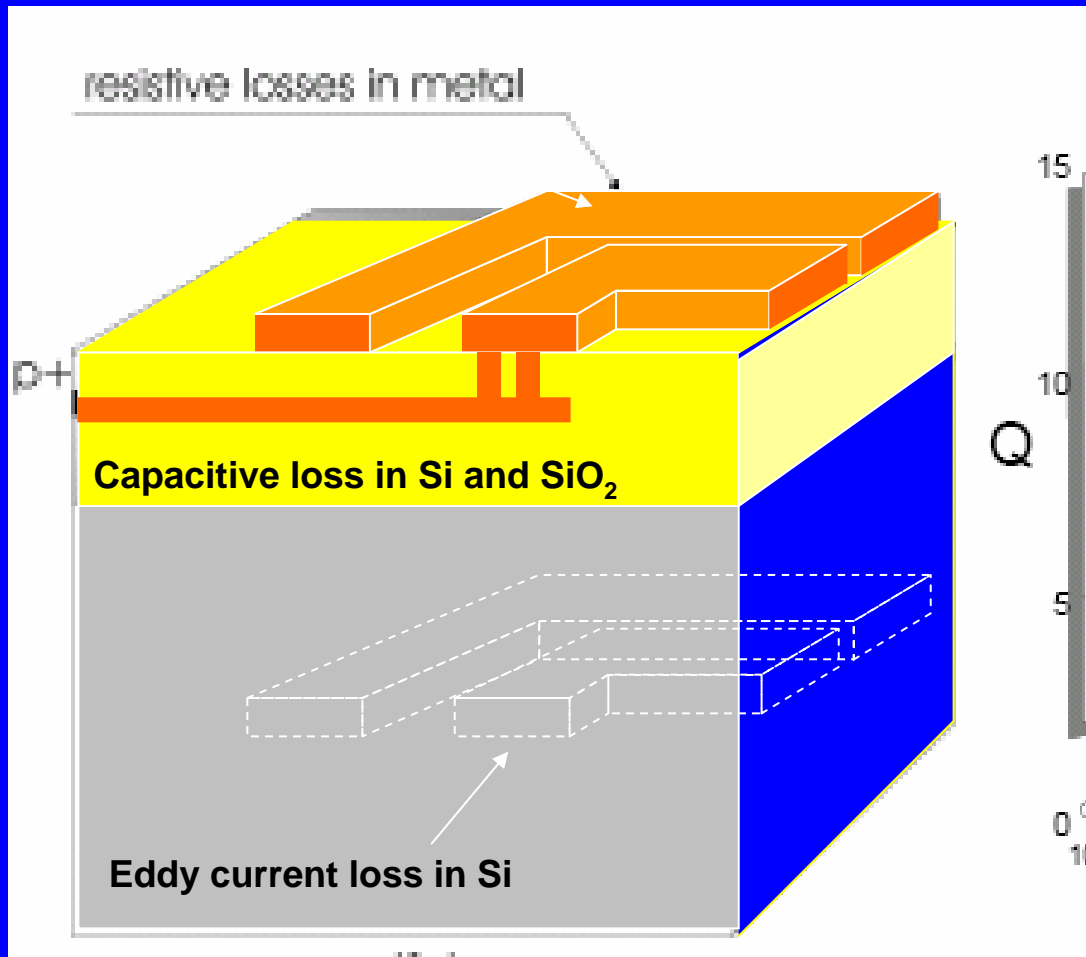 resistive losses in metal
15
p+
10
Q
Capacitive loss in Si and SiO₂
5
0
10
Eddy current loss in Si